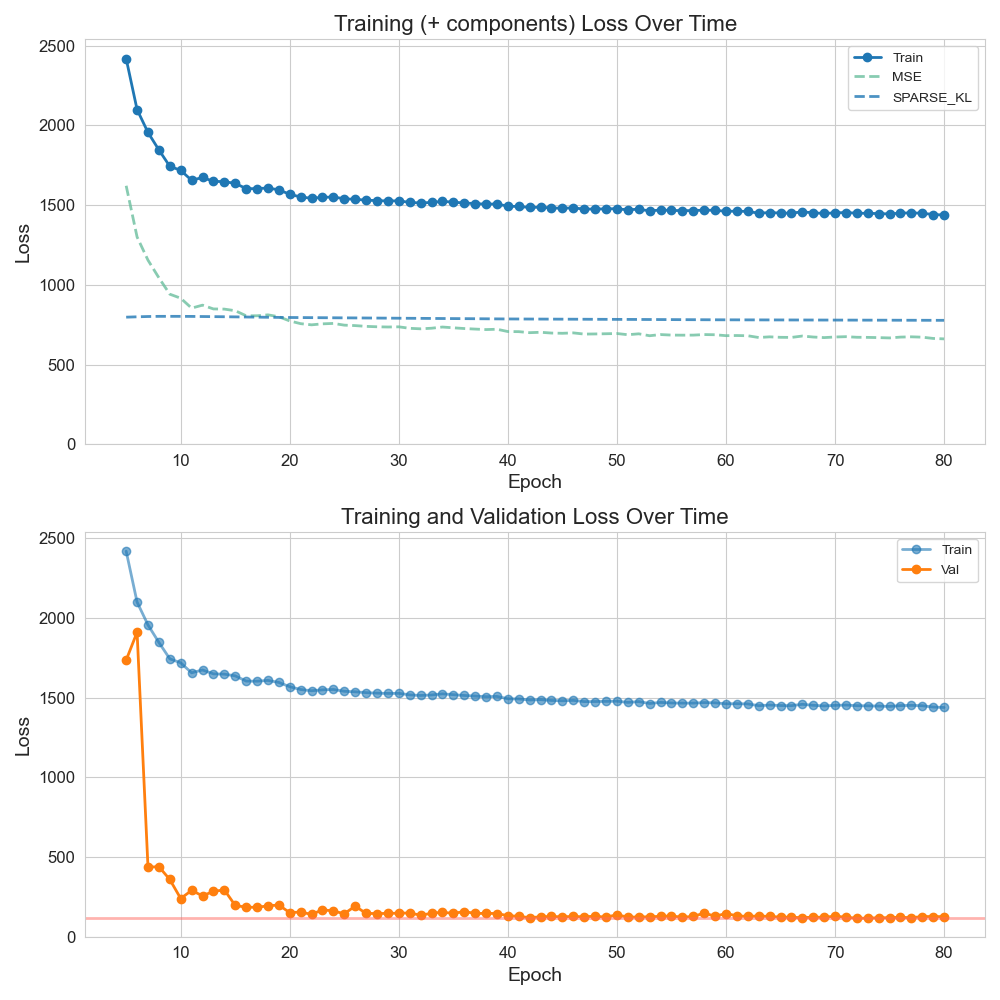 Training (+ components) Loss Over Time
2500
2000
1500
1000
500
0
Loss
Train
MSE
SPARSE_KL
10 20 30 40 50 60 70 80
Epoch
Training and Validation Loss Over Time
2500
2000
1500
1000
500
0
Loss
Train
Val
10 20 30 40 50 60 70 80
Epoch